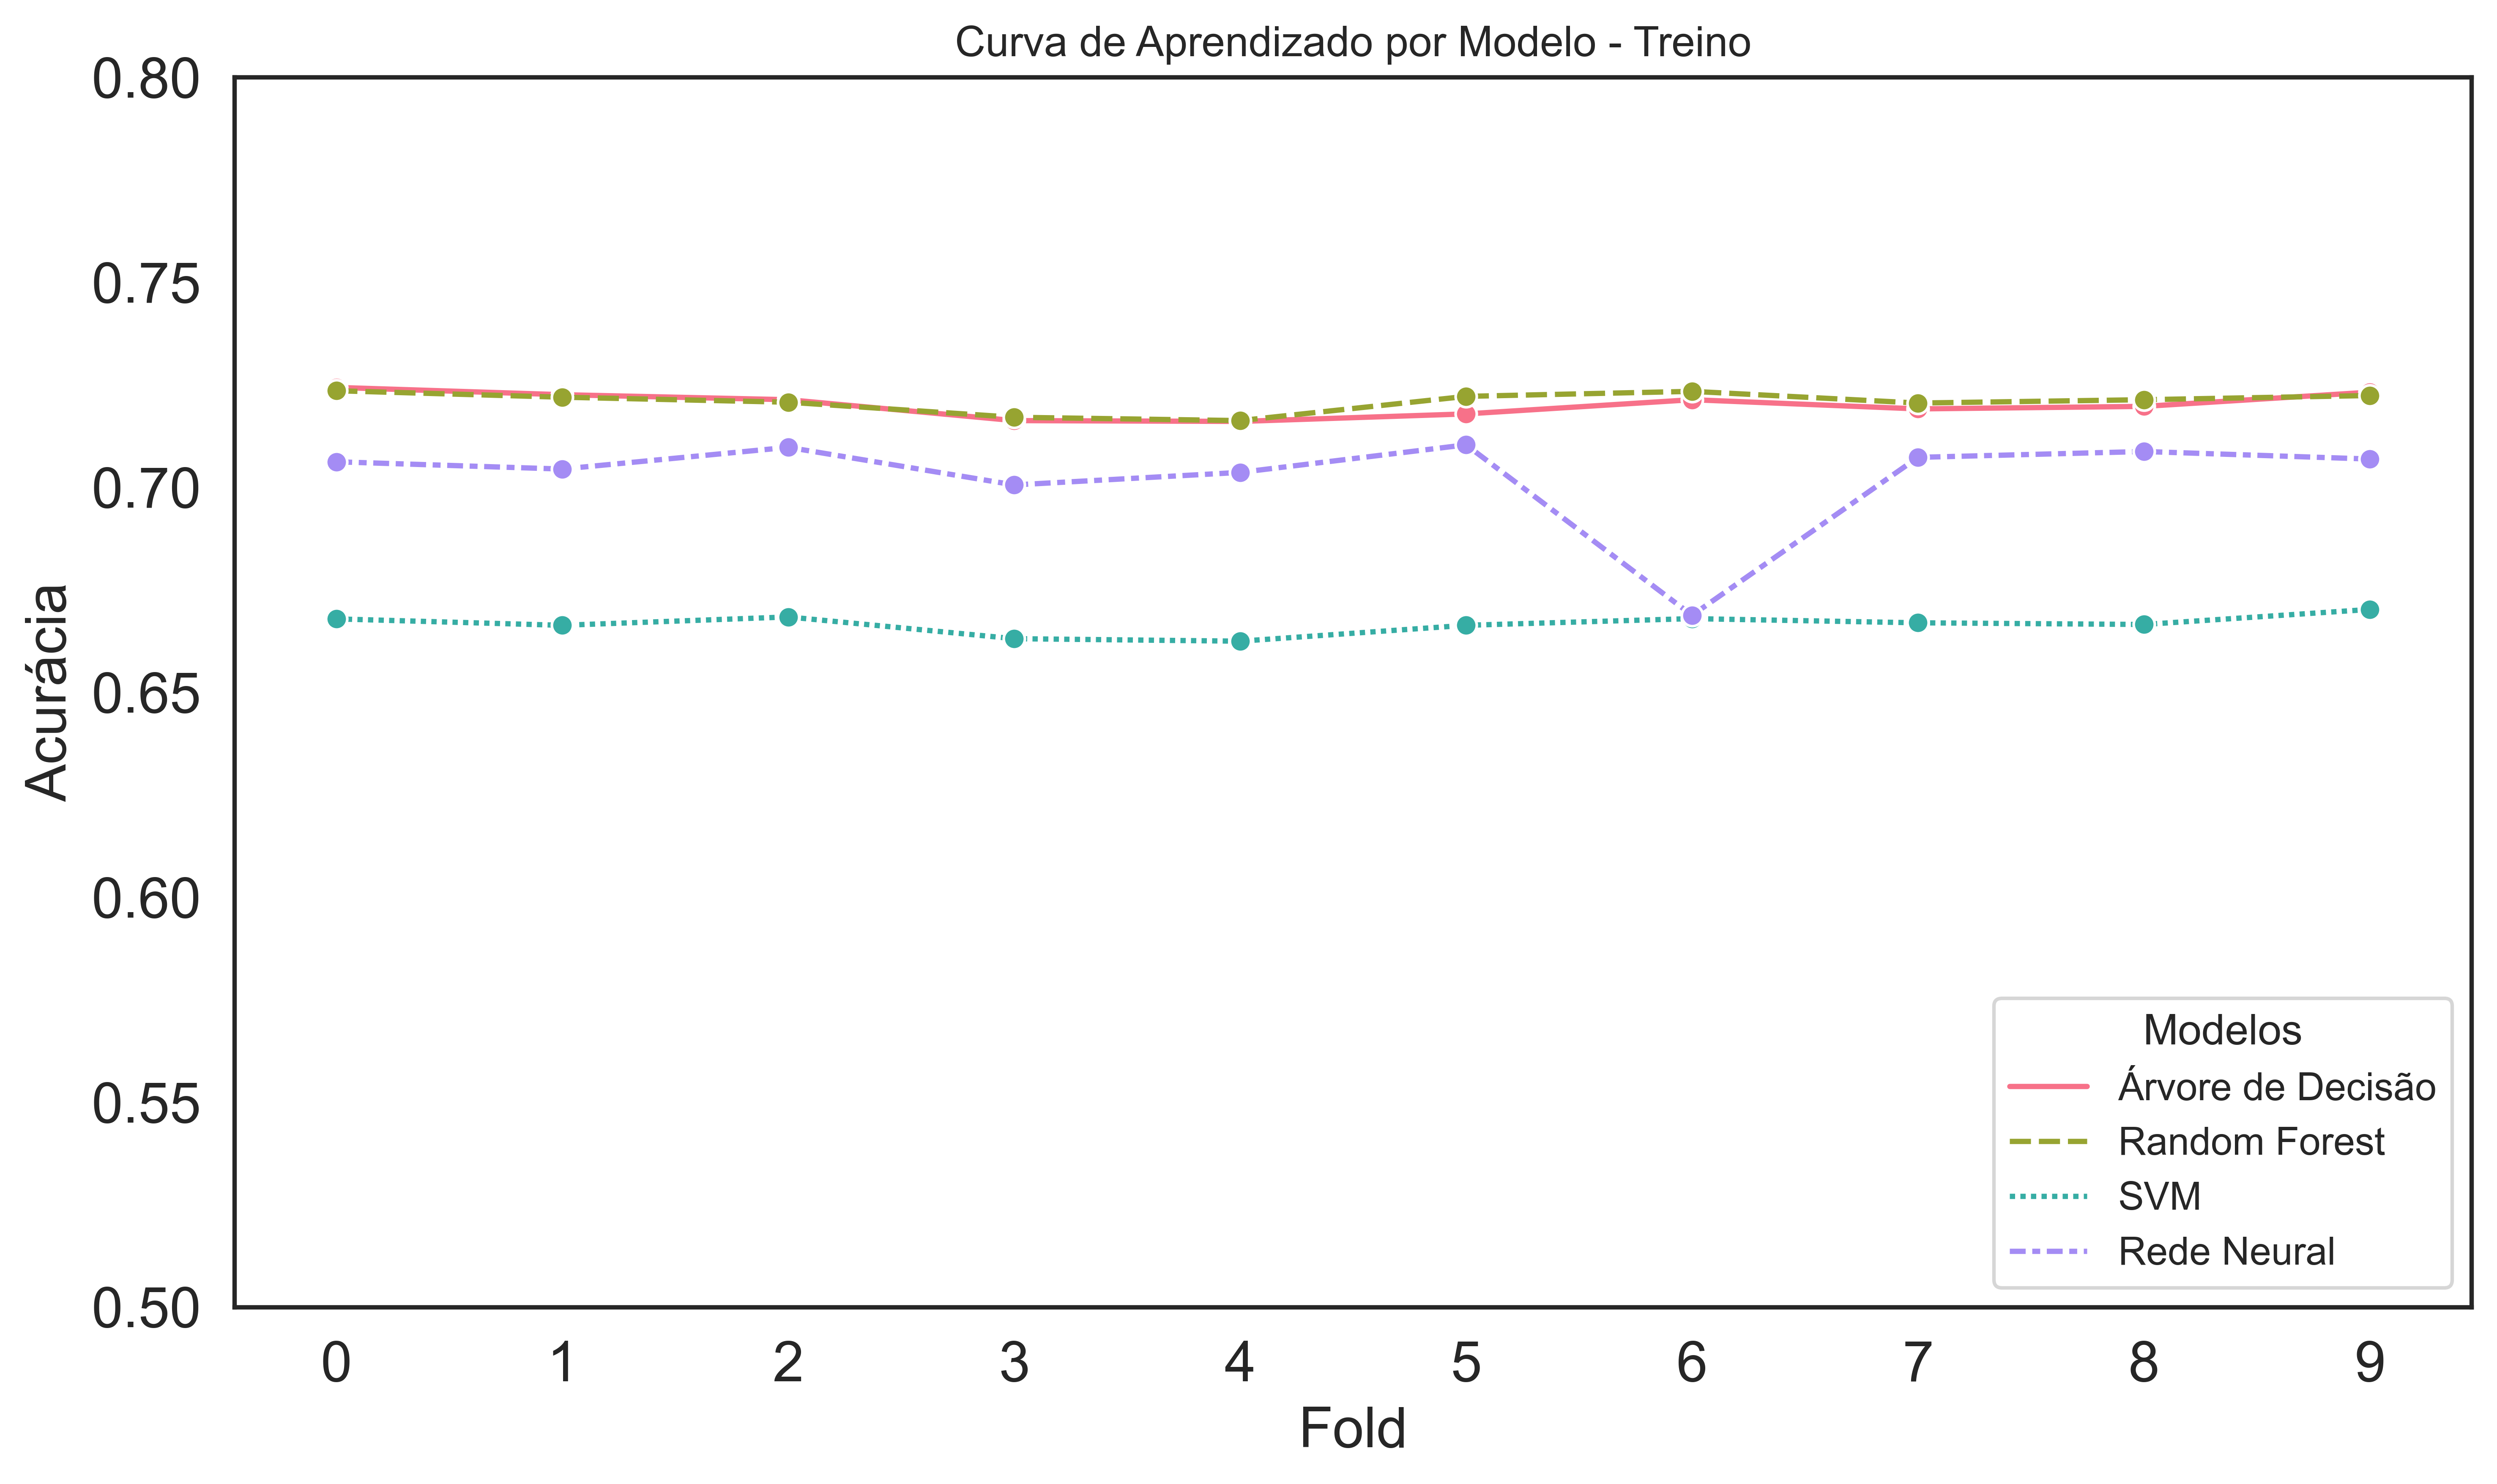 Curva de Aprendizado por Modelo - Treino
0.80
0.75
0.70
0.65
0.60
0.55
0.50
Acurácia
0 1 2 3 4 5 6 7 8 9
Fold
Modelos
Árvore de Decisão
Random Forest
SVM
Rede Neural